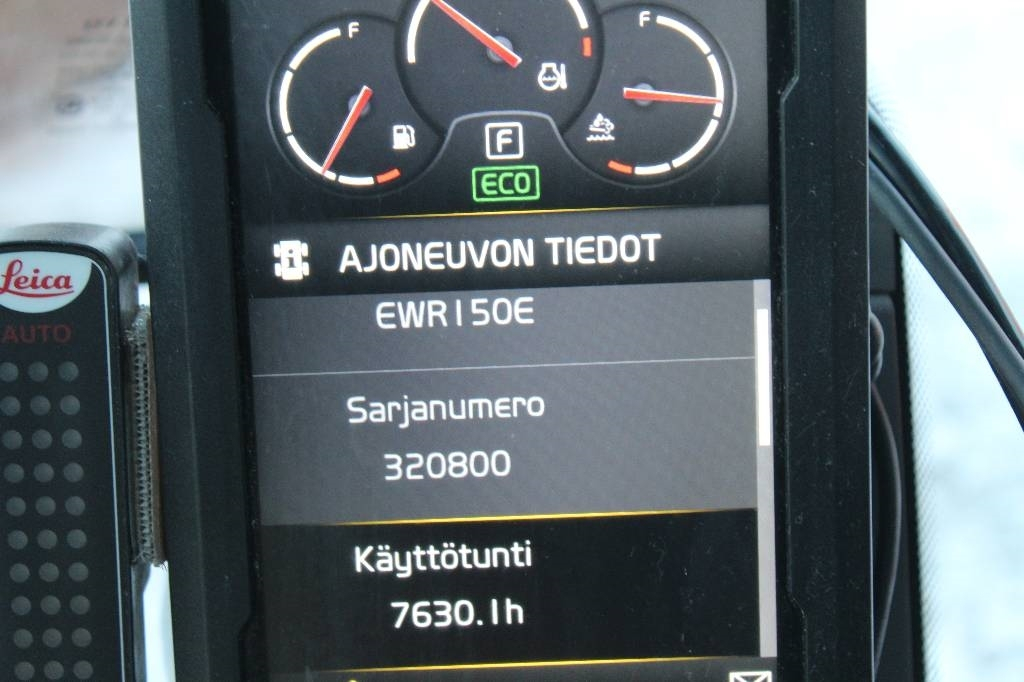 F
F
F
ECO
AJONEUVON TIEDOT
Leica
AUTO
EWR150E
Sarjanumero
320800
Käyttötunti
7630.1h